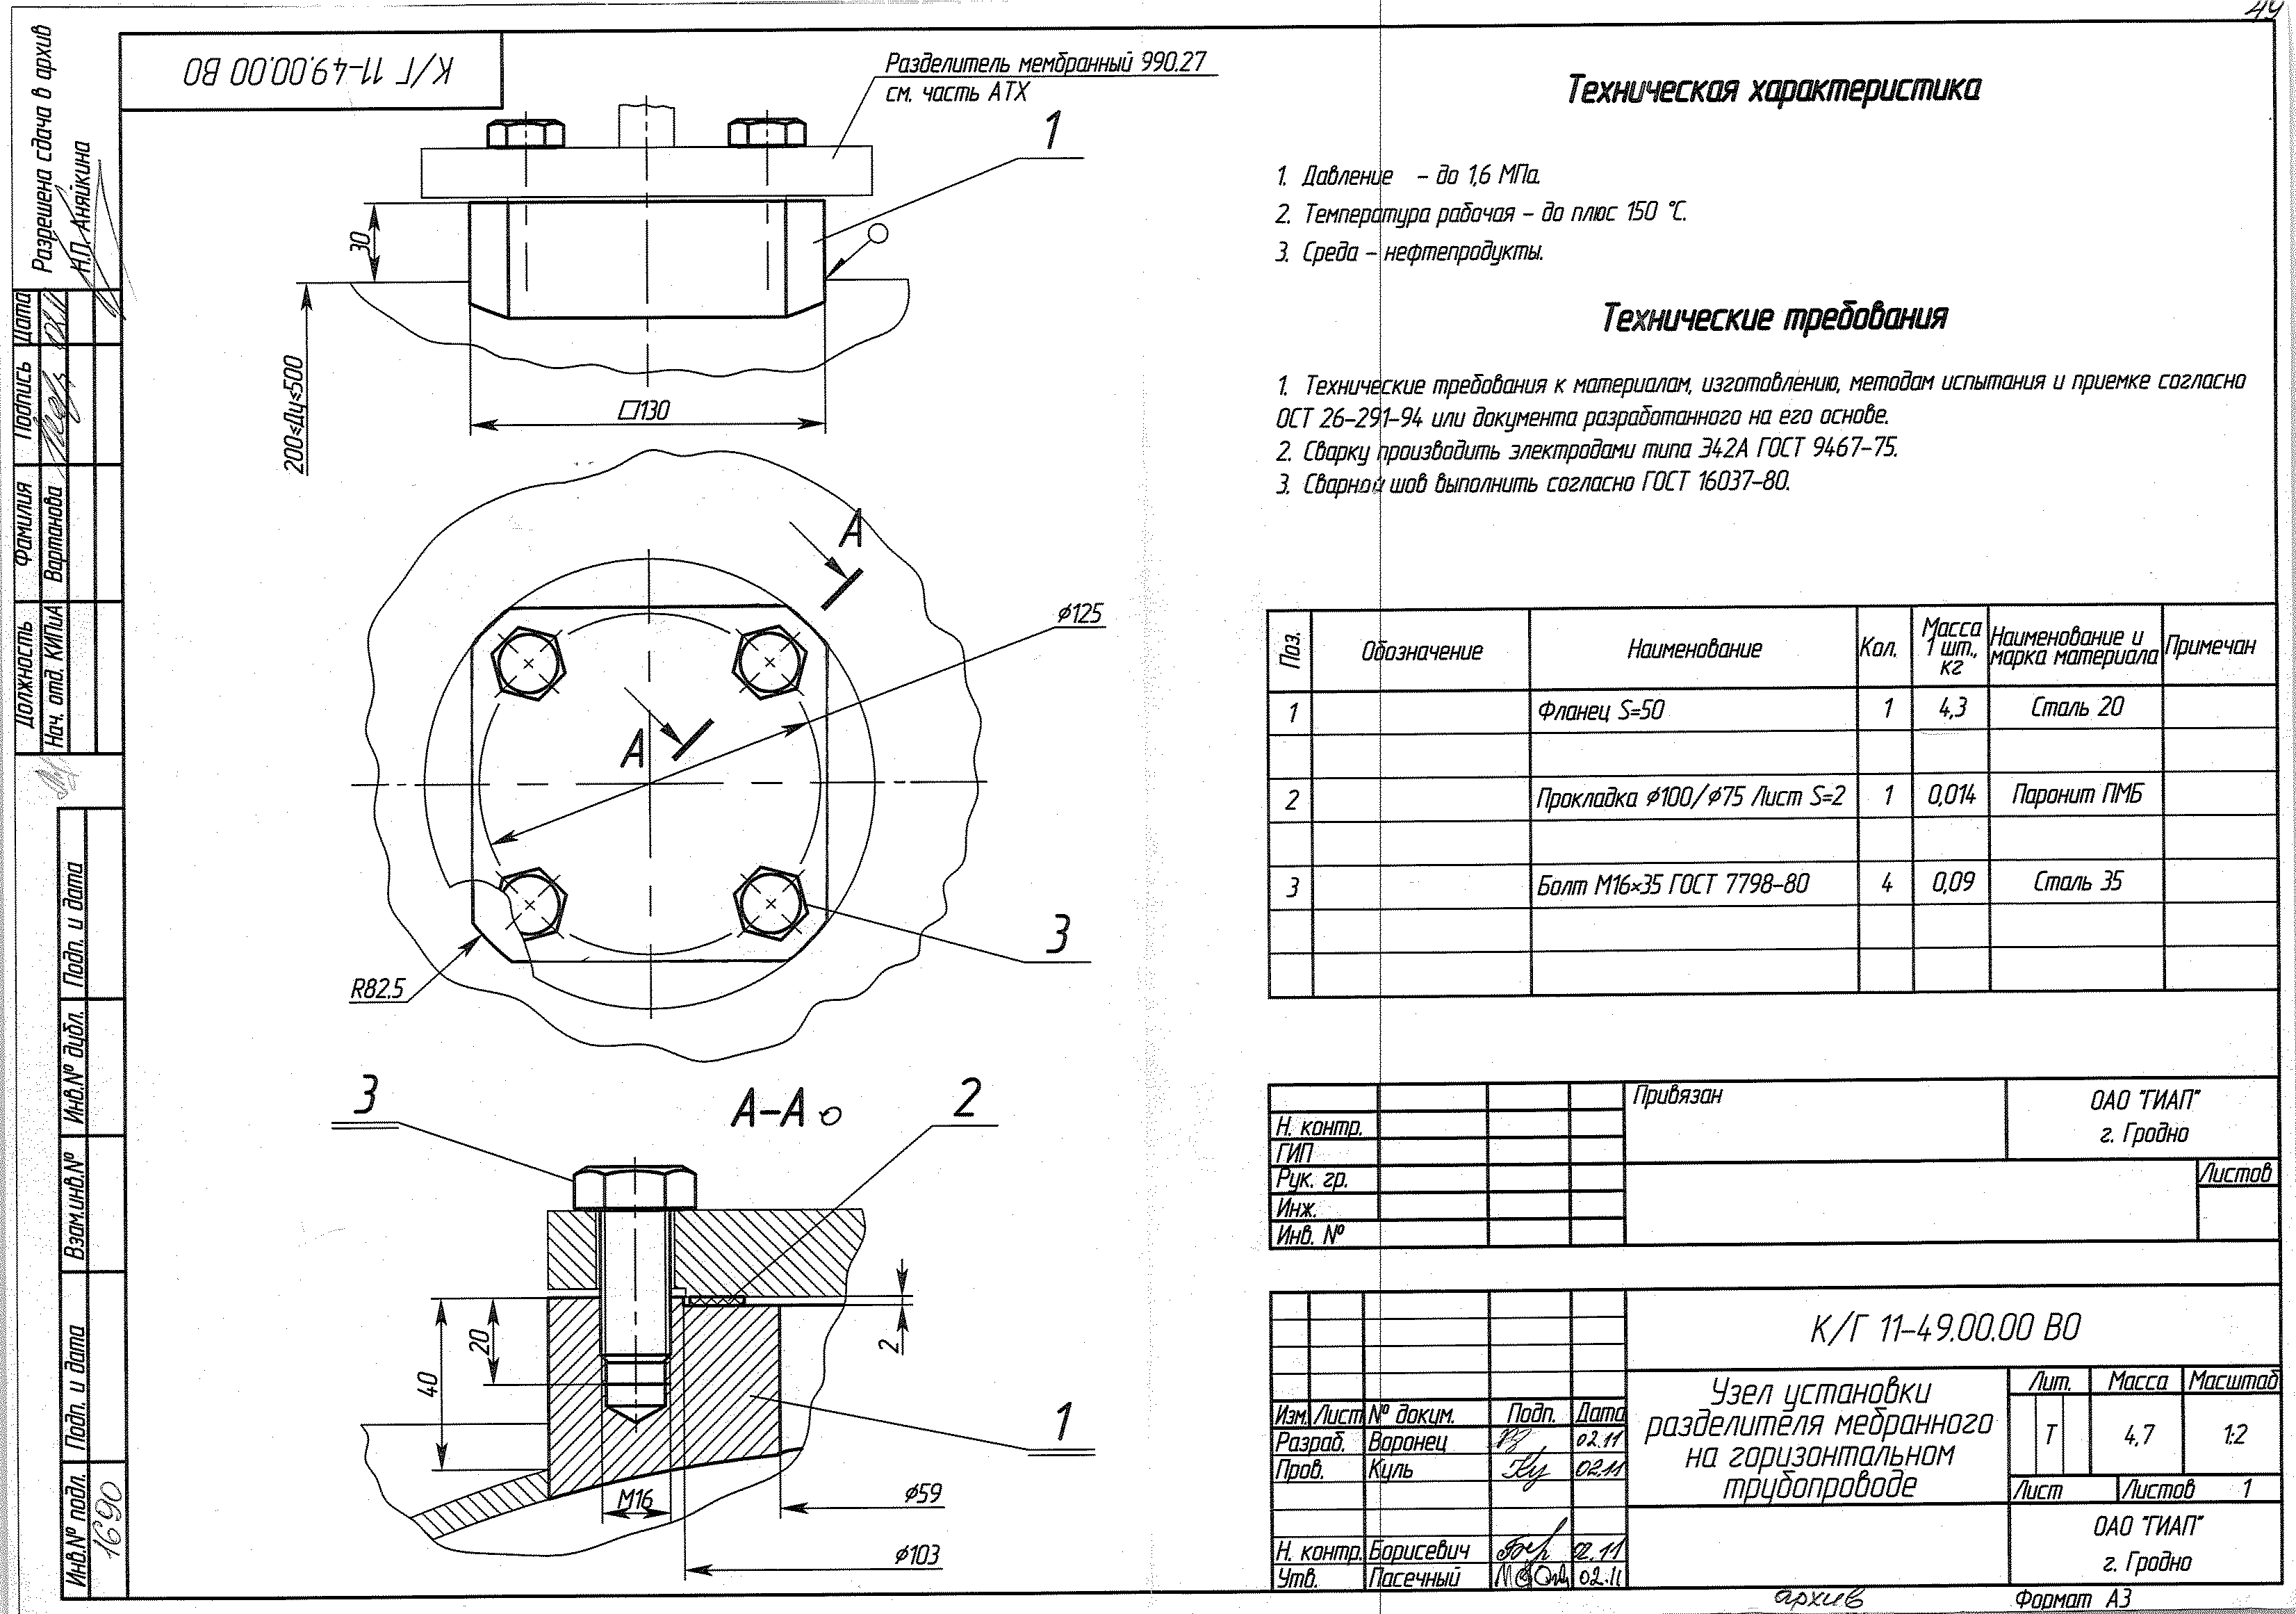 49
К/Г 11-49.00.00 ВО
Разделитель мембранный 990.27
см. часть АТХ
1
30
200≤Ду≤500
□130
А
А
⌀125
3
R82,5
А-А
3
2
20
40
2
1
М16
⌀59
⌀103
Техническая характеристика
1. Давление - до 1,6 МПа.
2. Температура рабочая - до плюс 150 °С.
3. Среда - нефтепродукты.
Технические требования
1. Технические требования к материалам, изготовлению, методам испытания и приемке согласно
ОСТ 26-291-94 или документа разработанного на его основе.
2. Сварку производить электродами типа Э42А ГОСТ 9467-75.
3. Сварной шов выполнить согласно ГОСТ 16037-80.
Поз. Обозначение Наименование Кол. Масса 1 шт., кг Наименование и марка материала Примечан
1 Фланец S=50 1 4,3 Сталь 20
2 Прокладка ⌀100/⌀75 Лист S=2 1 0,014 Паронит ПМБ
3 Болт М16×35 ГОСТ 7798-80 4 0,09 Сталь 35
Привязан
ОАО "ГИАП"
г. Гродно
Н. контр.
ГИП
Рук. гр.
Инж.
Инв. №
Листов
К/Г 11-49.00.00 ВО
Узел установки
разделителя мебранного
на горизонтальном
трубопроводе
Лит. Масса Масштаб
Т 4,7 1:2
Лист Листов 1
ОАО "ГИАП"
г. Гродно
Изм. Лист № докум. Подп. Дата
Разраб. Воронец 02.11
Пров. Куль 02.11
Н. контр. Борисевич 02.11
Утв. Пасечный 02.11
архив
Формат А3
Разрешена сдача в архив
Н.П. Аняйкина
Должность Фамилия Подпись Дата
Нач. отд. КИПиА Вартанова
Подп. и дата
Инв.№ дубл.
Взам.инв.№
Подп. и дата
Инв.№ подл.
1690